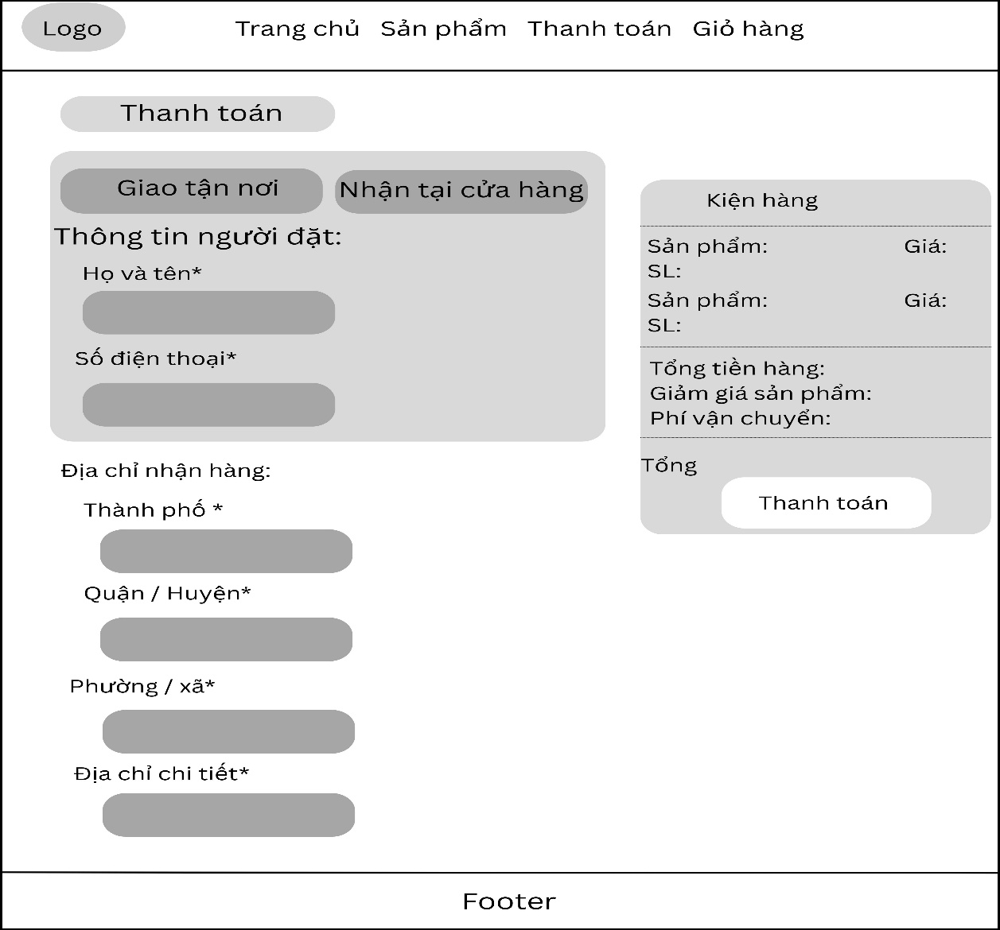 Logo
Trang chủ Sản phẩm Thanh toán Giỏ hàng
Thanh toán
Giao tận nơi
Nhận tại cửa hàng
Thông tin người đặt:
Họ và tên*
Số điện thoại*
Địa chỉ nhận hàng:
Thành phố *
Quận / Huyện*
Phường / xã*
Địa chỉ chi tiết*
Kiện hàng
Sản phẩm: Giá:
SL:
Sản phẩm: Giá:
SL:
Tổng tiền hàng:
Giảm giá sản phẩm:
Phí vận chuyển:
Tổng
Thanh toán
Footer